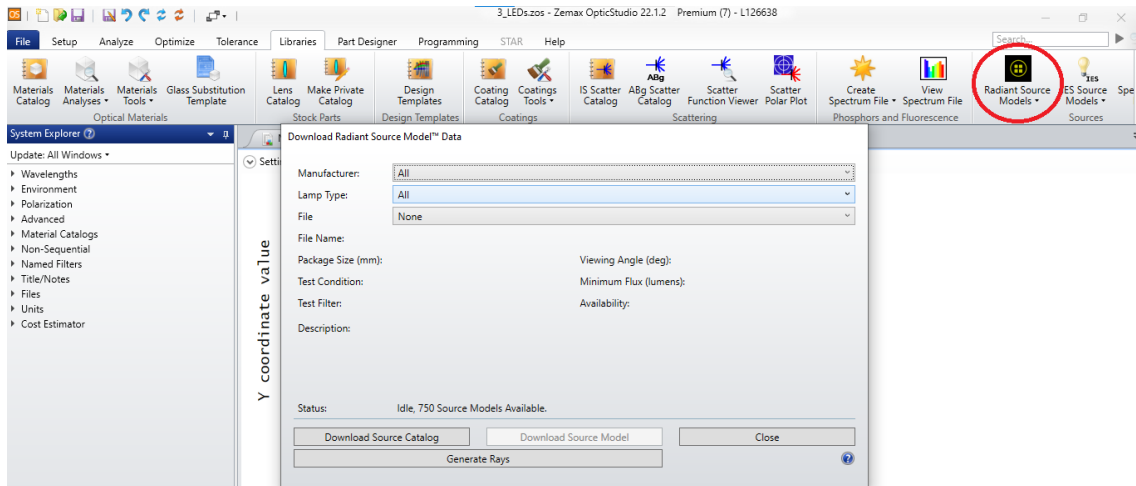 3_LEDs.zos - Zemax OpticStudio 22.1.2 Premium (7) - L126638
File Setup Analyze Optimize Tolerance Libraries Part Designer Programming STAR Help Search...
Materials Catalog
Materials Analyses
Materials Tools
Glass Substitution Template
Optical Materials
Lens Catalog
Make Private Catalog
Stock Parts
Design Templates
Design Templates
Coating Catalog
Coatings Tools
Coatings
IS Scatter Catalog
ABg
ABg Scatter Catalog
Scatter Function Viewer
Scatter Polar Plot
Scattering
Create Spectrum File
View Spectrum File
Phosphors and Fluorescence
Radiant Source Models
IES
ES Source Models
Spe
Sources
System Explorer
Update: All Windows
Wavelengths
Environment
Polarization
Advanced
Material Catalogs
Non-Sequential
Named Filters
Title/Notes
Files
Units
Cost Estimator
Setti
Y coordinate value
Download Radiant Source Model™ Data
Manufacturer: All
Lamp Type: All
File None
File Name:
Package Size (mm): Viewing Angle (deg):
Test Condition: Minimum Flux (lumens):
Test Filter: Availability:
Description:
Status: Idle, 750 Source Models Available.
Download Source Catalog Download Source Model Close
Generate Rays